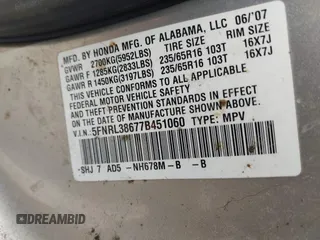 MFD. BY HONDA MFG. OF ALABAMA, LLC 06/'07
GVWR 2700KG(5952LBS) TIRE SIZE RIM SIZE
GAWR F 1285KG(2833LBS) 235/65R16 103T 16X7J
GAWR R 1450KG(3197LBS) 235/65R16 103T 16X7J
THIS VEHICLE CONFORMS TO ALL APPLICABLE
FEDERAL MOTOR VEHICLE SAFETY AND
THEFT PREVENTION STANDARDS IN EFFECT ON
THE DATE OF MANUFACTURE SHOWN ABOVE.
V.I.N.: 5FNRL38677B451060 TYPE: MPV
SHJ 7 AD5 -NH678M-B -B
© DREAMBID